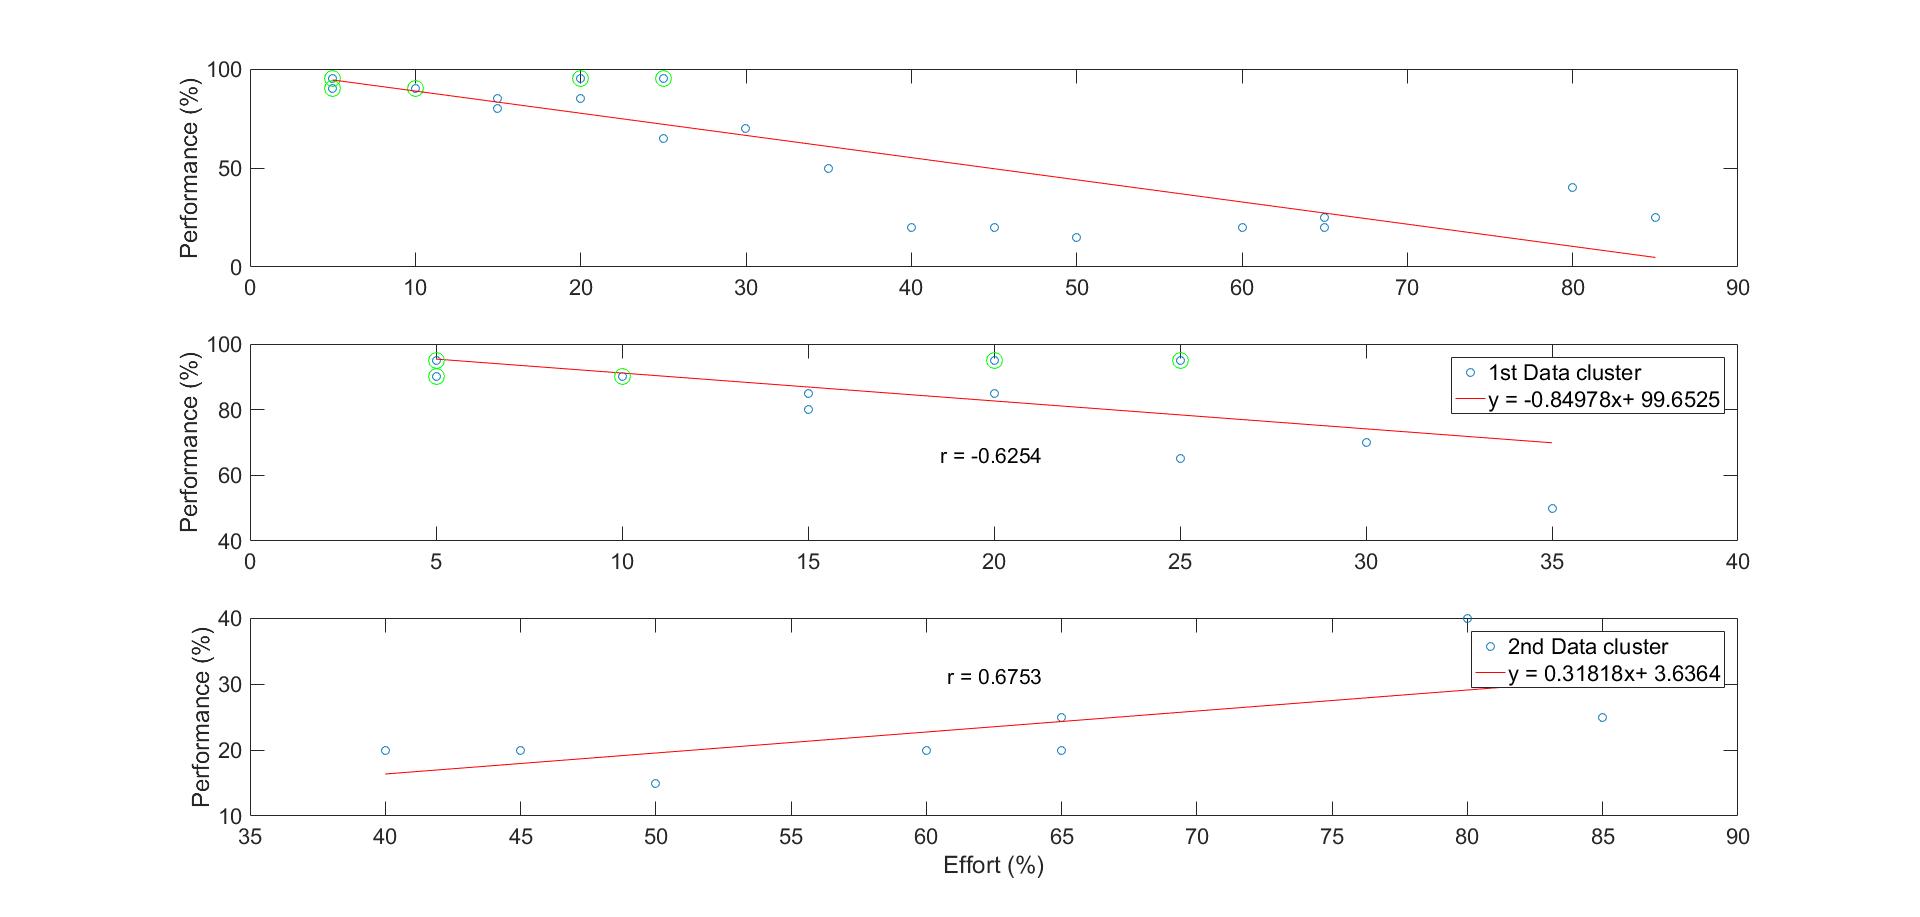 Performance (%)
100
50
0
0 10 20 30 40 50 60 70 80 90
Performance (%)
100
80
60
40
1st Data cluster
y = -0.84978x+ 99.6525
r = -0.6254
0 5 10 15 20 25 30 35 40
Performance (%)
40
30
20
10
2nd Data cluster
y = 0.31818x+ 3.6364
r = 0.6753
35 40 45 50 55 60 65 70 75 80 85 90
Effort (%)